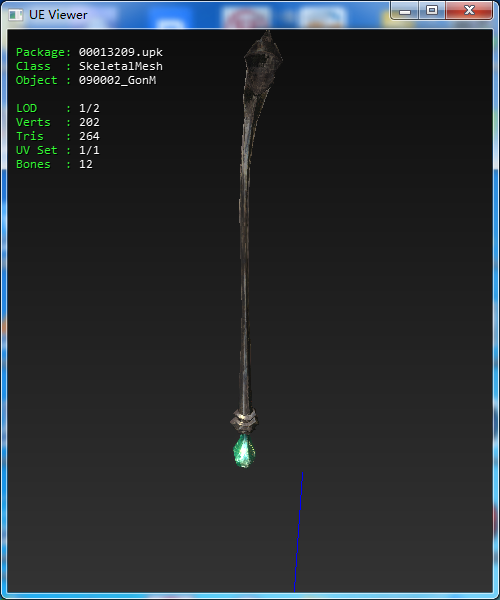 UE Viewer
Package: 00013209.upk
Class  : SkeletalMesh
Object : 090002_GonM
LOD    : 1/2
Verts  : 202
Tris   : 264
UV Set : 1/1
Bones  : 12